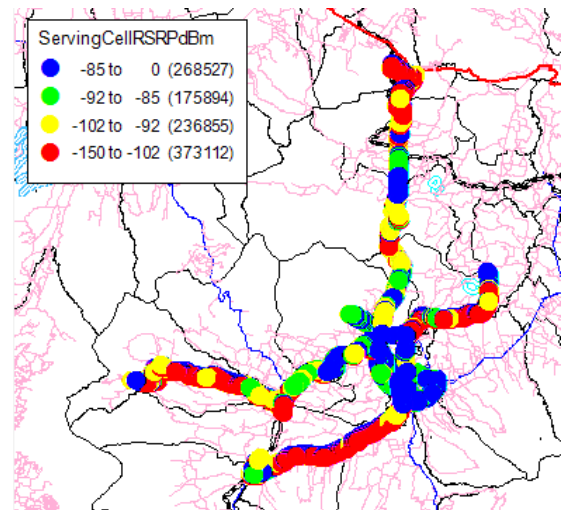 ServingCellRSRPdBm
-85 to 0 (268527)
-92 to -85 (175894)
-102 to -92 (236855)
-150 to -102 (373112)